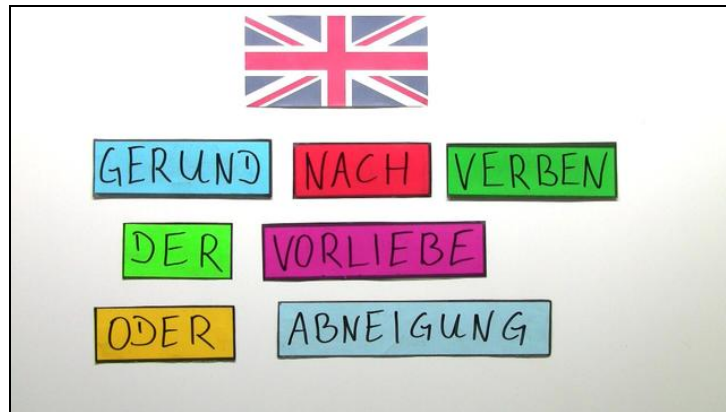 GERUND NACH VERBEN
DER VORLIEBE
ODER ABNEIGUNG